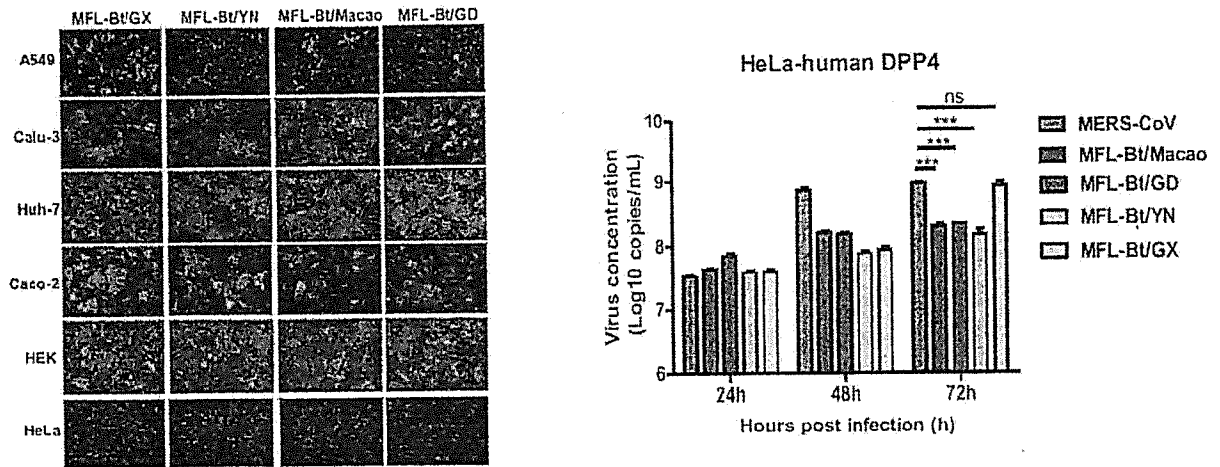 MFL-Bt/GX MFL-Bt/YN MFL-Bt/Macao MFL-Bt/GD
A549
Calu-3
Huh-7
Caco-2
HEK
HeLa
HeLa-human DPP4
ns
***
***
***
10
9
8
7
6
Virus concentration
(Log10 copies/mL)
24h 48h 72h
Hours post infection (h)
MERS-CoV
MFL-Bt/Macao
MFL-Bt/GD
MFL-Bt/YN
MFL-Bt/GX